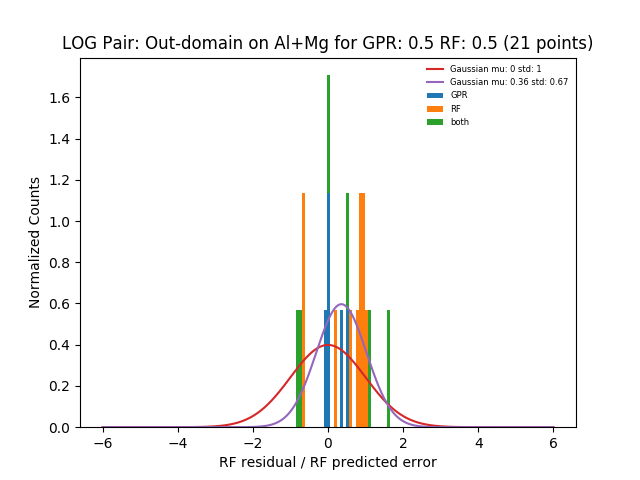 LOG Pair: Out-domain on Al+Mg for GPR: 0.5 RF: 0.5 (21 points)
Gaussian mu: 0 std: 1
Gaussian mu: 0.36 std: 0.67
GPR
RF
both
Normalized Counts
1.6
1.4
1.2
1.0
0.8
0.6
0.4
0.2
0.0
−6 −4 −2 0 2 4 6
RF residual / RF predicted error